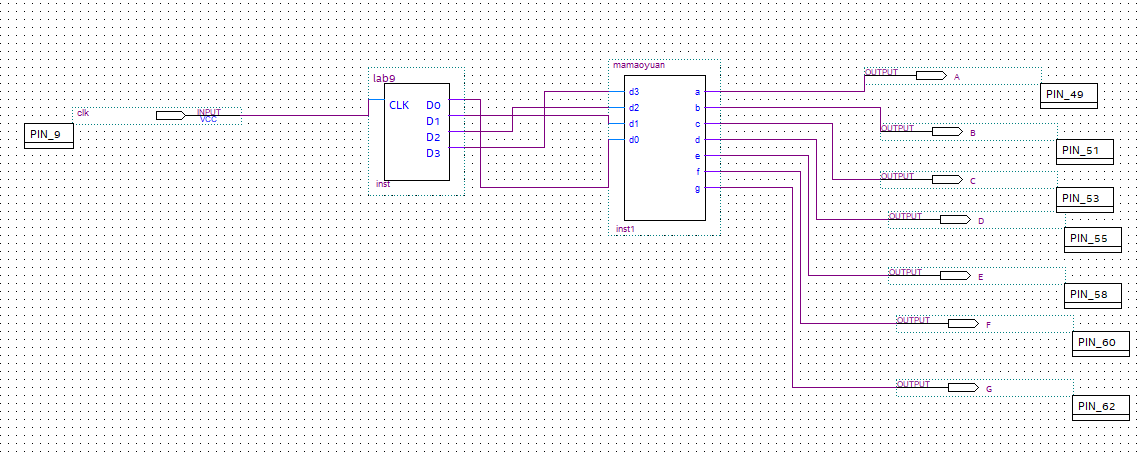 clk
INPUT
VCC
PIN_9
lab9
CLK
Do
D1
D2
D3
inst
mamaoyuan
d3
d2
d1
d0
a
b
c
d
e
f
g
inst1
OUTPUT
A
PIN_49
OUTPUT
B
PIN_51
OUTPUT
C
PIN_53
OUTPUT
D
PIN_55
OUTPUT
E
PIN_58
OUTPUT
F
PIN_60
OUTPUT
G
PIN_62